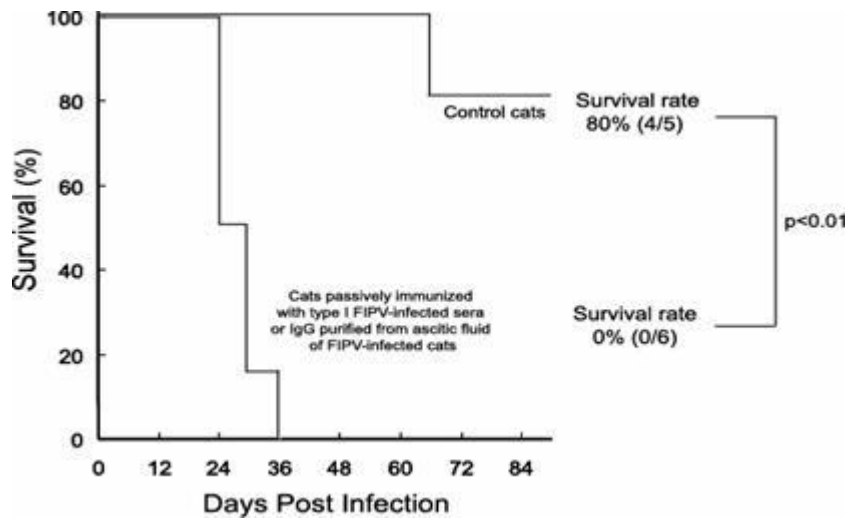 100
80
60
40
20
0
Survival (%)
0 12 24 36 48 60 72 84
Days Post Infection
Control cats
Survival rate
80% (4/5)
p<0.01
Cats passively immunized
with type I FIPV-infected sera
or IgG purified from ascitic fluid
of FIPV-infected cats
Survival rate
0% (0/6)